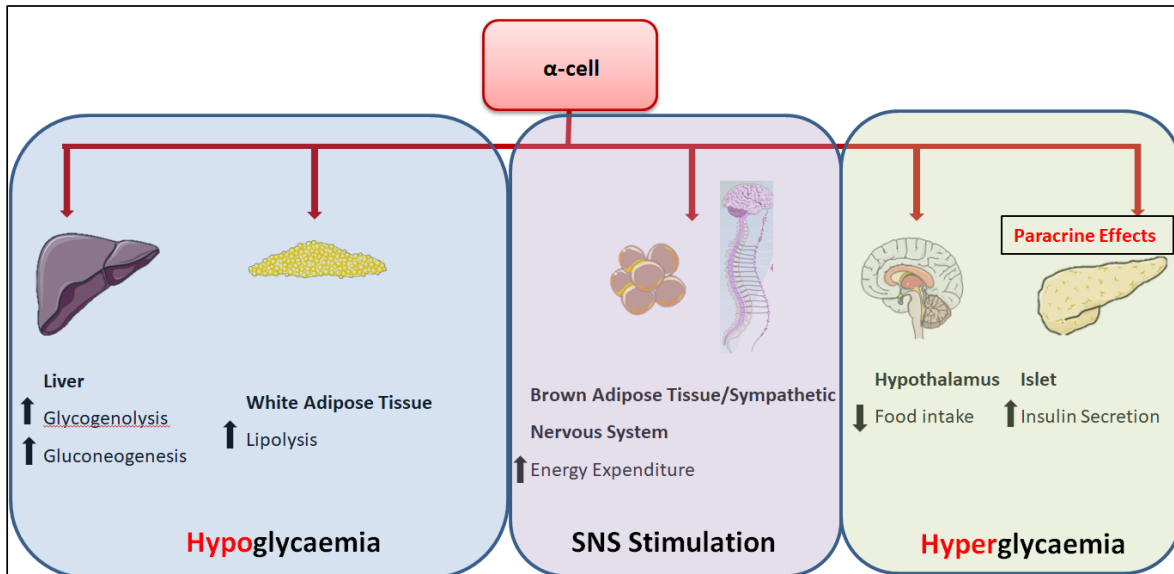 α-cell
Liver
Glycogenolysis
Gluconeogenesis
White Adipose Tissue
Lipolysis
Hypoglycaemia
Brown Adipose Tissue/Sympathetic
Nervous System
Energy Expenditure
SNS Stimulation
Paracrine Effects
Hypothalamus
Food intake
Islet
Insulin Secretion
Hyperglycaemia